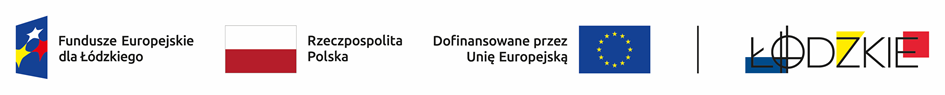 Fundusze Europejskie
dla Łódzkiego
Rzeczpospolita
Polska
Dofinansowane przez
Unię Europejską
ŁÓDZKIE